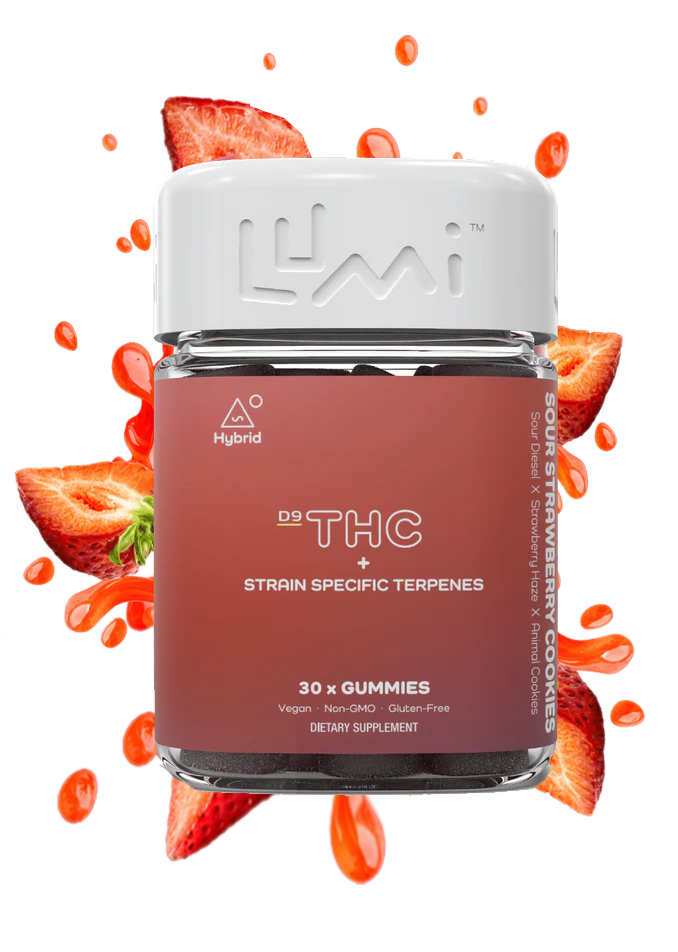 LUMi™
Hybrid
D9 THC
+
STRAIN SPECIFIC TERPENES
30 x GUMMIES
Vegan · Non-GMO · Gluten-Free
DIETARY SUPPLEMENT
SOUR STRAWBERRY COOKIES
Sour Diesel X Strawberry Haze X Animal Cookies